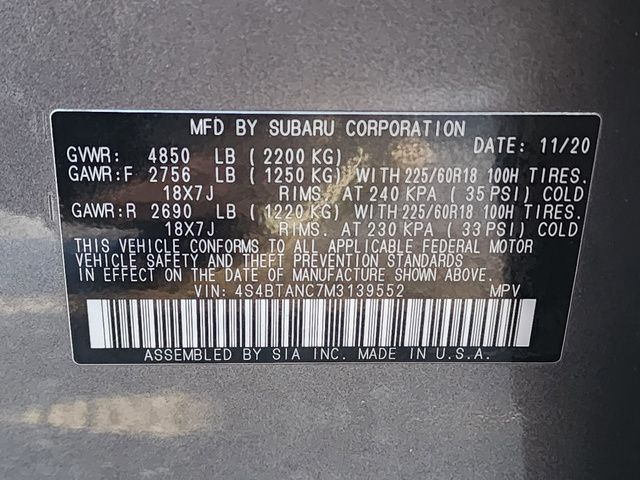 MFD BY SUBARU CORPORATION
DATE: 11/20
GVWR: 4850 LB ( 2200 KG)
GAWR:F 2756 LB ( 1250 KG) WITH 225/60R18 100H TIRES.
18X7J RIMS. AT 240 KPA ( 35 PSI) COLD
GAWR:R 2690 LB ( 1220 KG) WITH 225/60R18 100H TIRES.
18X7J RIMS. AT 230 KPA ( 33 PSI) COLD
THIS VEHICLE CONFORMS TO ALL APPLICABLE FEDERAL MOTOR
VEHICLE SAFETY AND THEFT PREVENTION STANDARDS
IN EFFECT ON THE DATE OF MANUFACTURE SHOWN ABOVE.
VIN: 4S4BTANC7M3139552 MPV
ASSEMBLED BY SIA INC. MADE IN U.S.A.